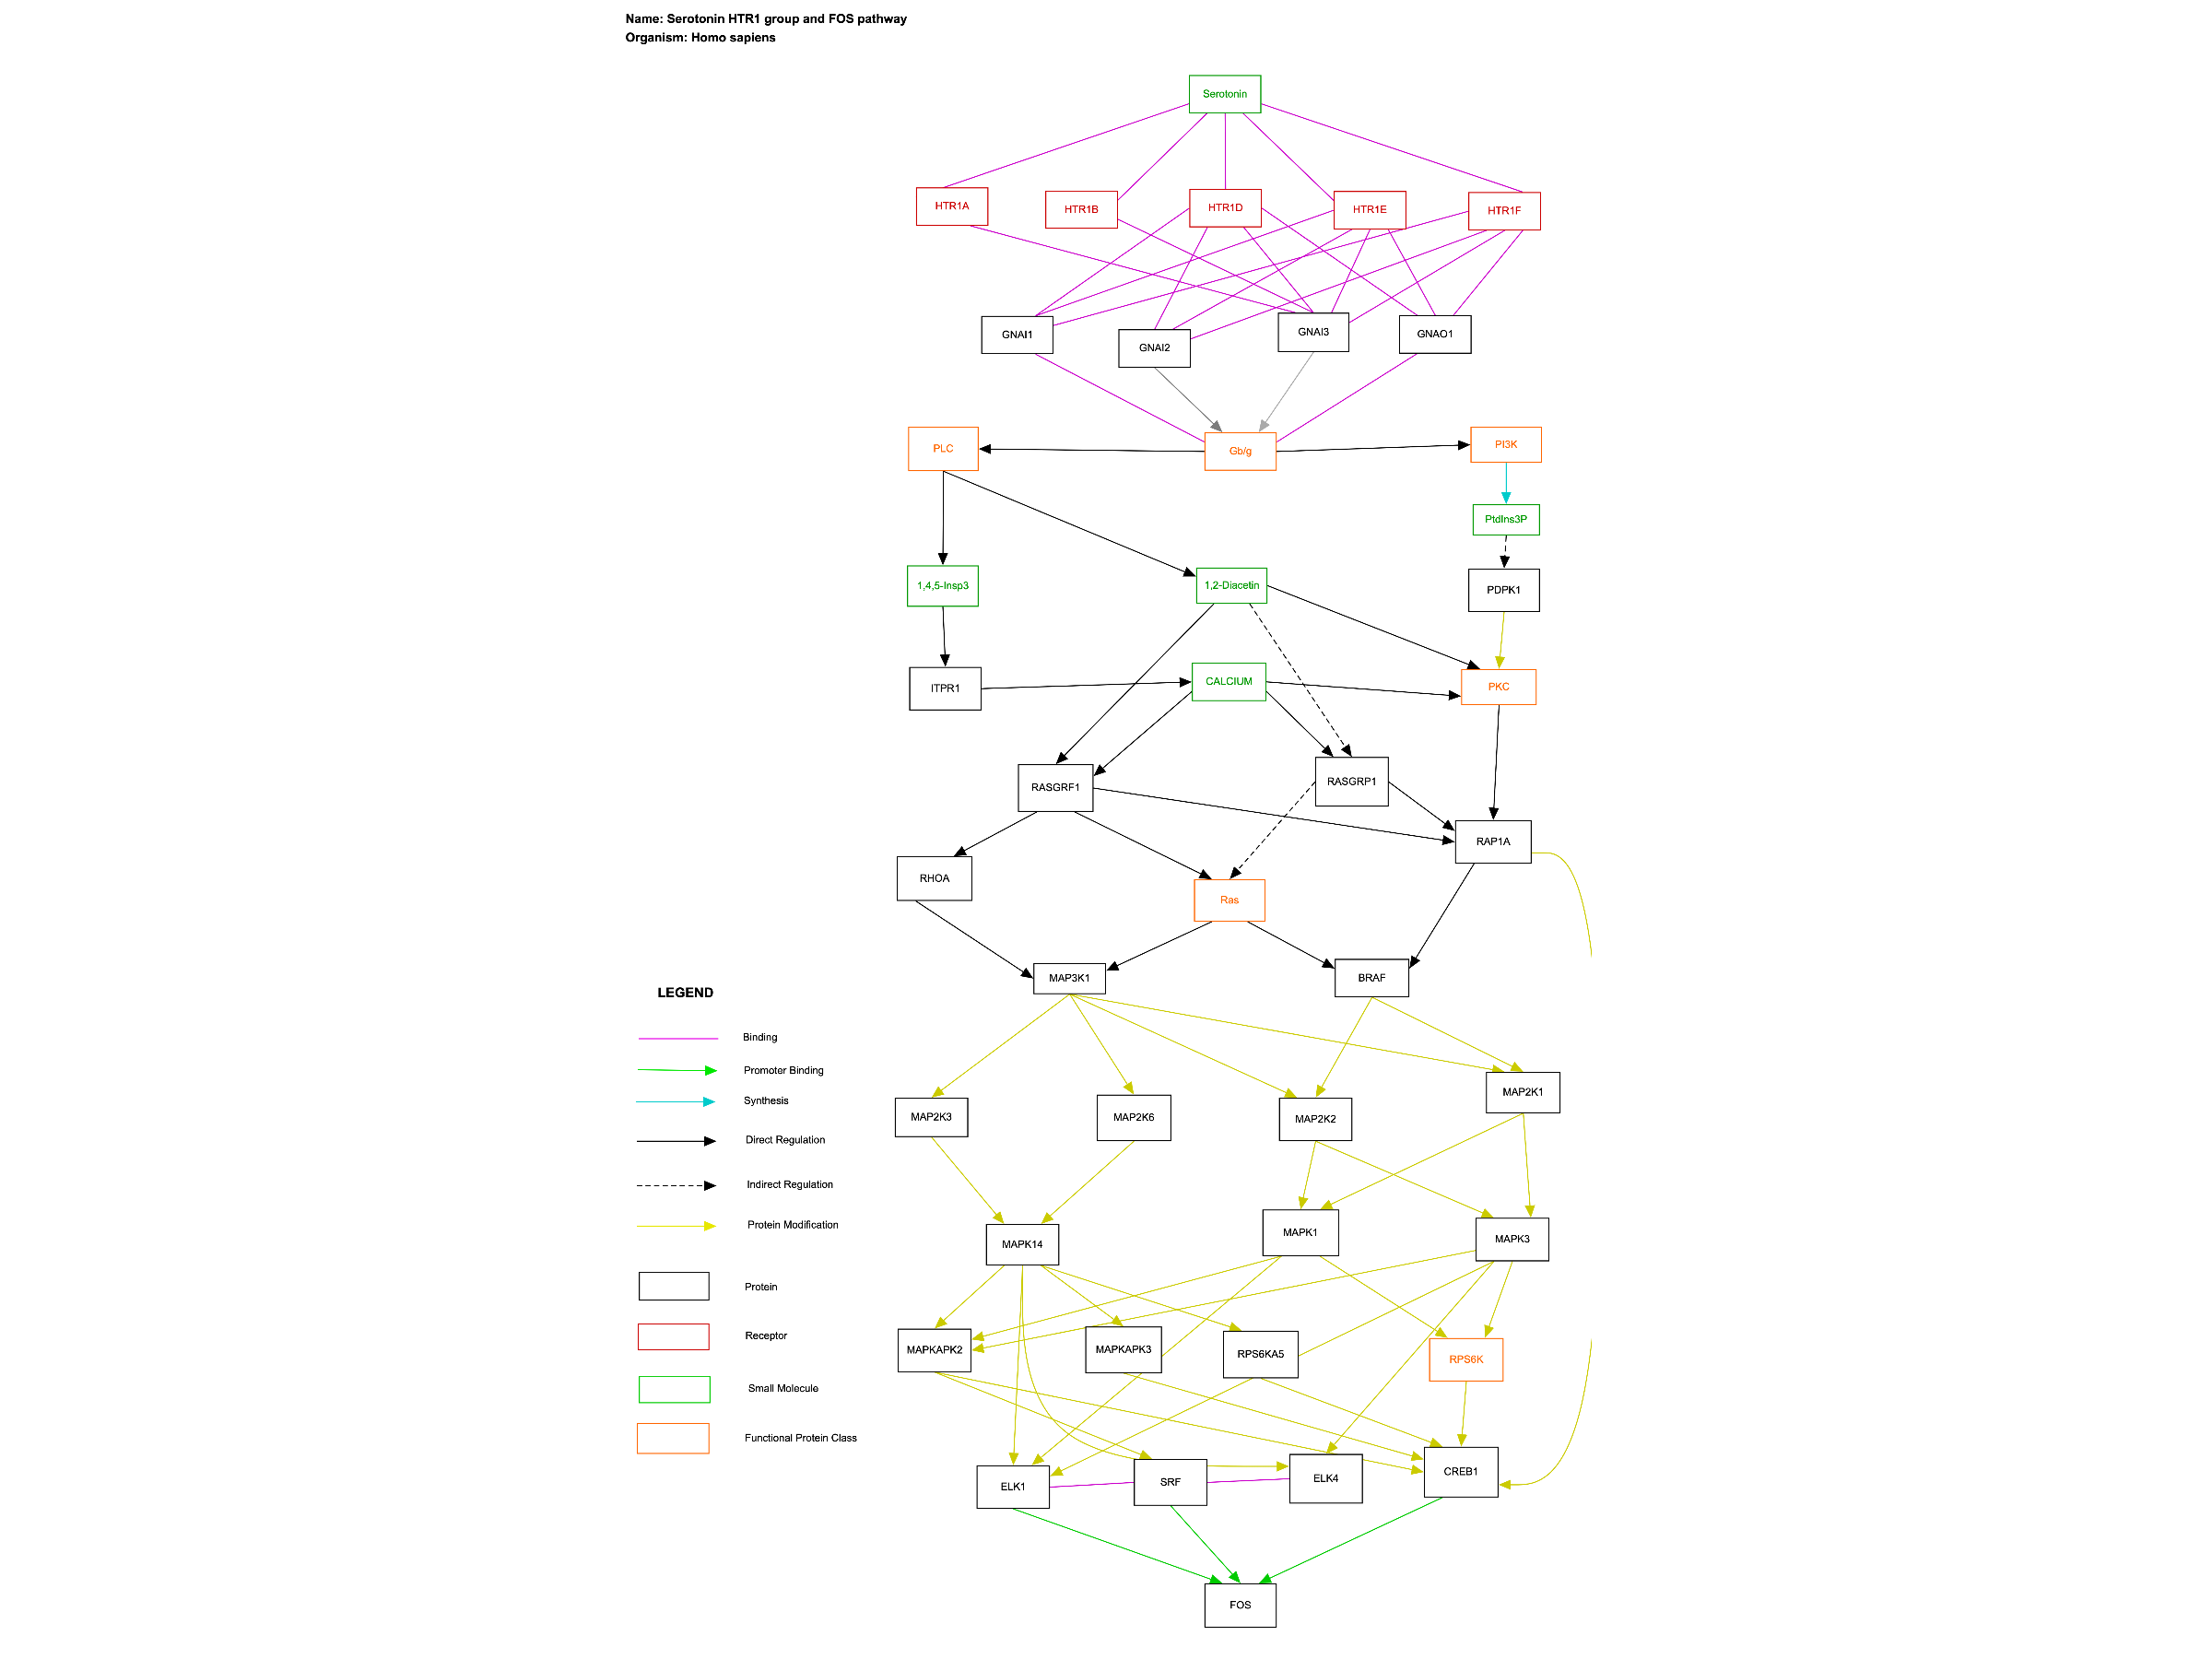 Name: Serotonin HTR1 group and FOS pathway
Organism: Homo sapiens
Serotonin
HTR1A
HTR1B
HTR1D
HTR1E
HTR1F
GNAI1
GNAI2
GNAI3
GNAO1
PLC
Gb/g
PI3K
PtdIns3P
1,4,5-Insp3
1,2-Diacetin
PDPK1
ITPR1
CALCIUM
PKC
RASGRF1
RASGRP1
RAP1A
RHOA
Ras
MAP3K1
BRAF
MAP2K3
MAP2K6
MAP2K2
MAP2K1
MAPK14
MAPK1
MAPK3
MAPKAPK2
MAPKAPK3
RPS6KA5
RPS6K
ELK1
SRF
ELK4
CREB1
FOS
LEGEND
Binding
Promoter Binding
Synthesis
Direct Regulation
Indirect Regulation
Protein Modification
Protein
Receptor
Small Molecule
Functional Protein Class